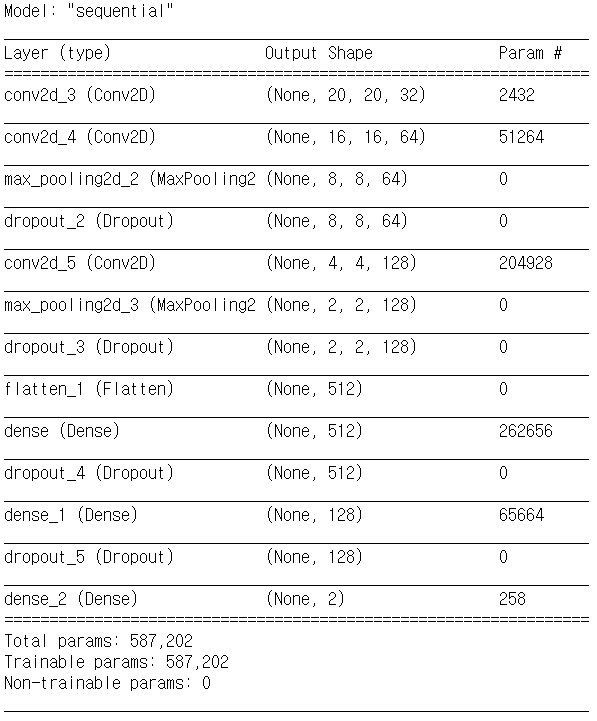 Model: "sequential"
Layer (type) Output Shape Param #
conv2d_3 (Conv2D) (None, 20, 20, 32) 2432
conv2d_4 (Conv2D) (None, 16, 16, 64) 51264
max_pooling2d_2 (MaxPooling2 (None, 8, 8, 64) 0
dropout_2 (Dropout) (None, 8, 8, 64) 0
conv2d_5 (Conv2D) (None, 4, 4, 128) 204928
max_pooling2d_3 (MaxPooling2 (None, 2, 2, 128) 0
dropout_3 (Dropout) (None, 2, 2, 128) 0
flatten_1 (Flatten) (None, 512) 0
dense (Dense) (None, 512) 262656
dropout_4 (Dropout) (None, 512) 0
dense_1 (Dense) (None, 128) 65664
dropout_5 (Dropout) (None, 128) 0
dense_2 (Dense) (None, 2) 258
Total params: 587,202
Trainable params: 587,202
Non-trainable params: 0